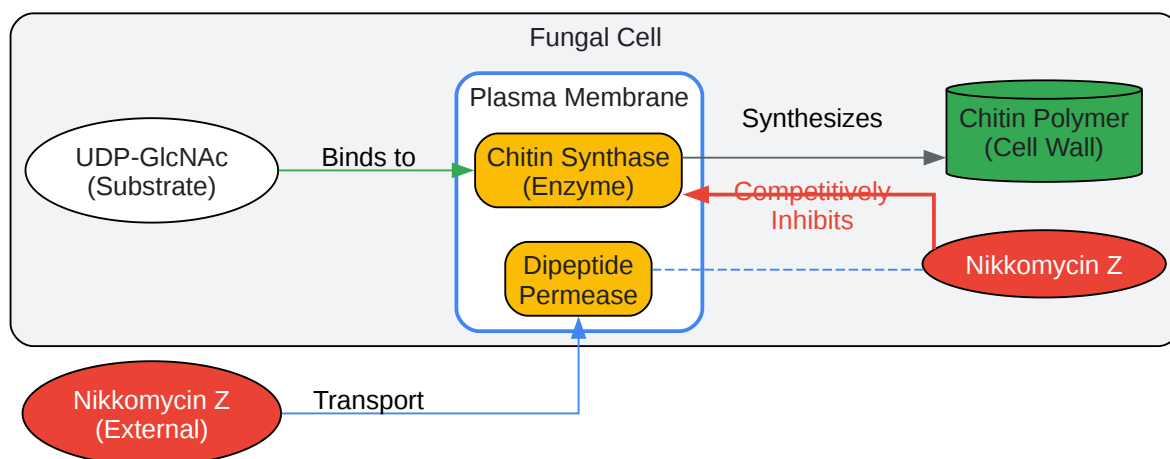 Fungal Cell
Plasma Membrane
UDP-GlcNAc
(Substrate)
Binds to
Chitin Synthase
(Enzyme)
Synthesizes
Chitin Polymer
(Cell Wall)
Competitively
Inhibits
Dipeptide
Permease
Nikkomycin Z
Nikkomycin Z
(External)
Transport